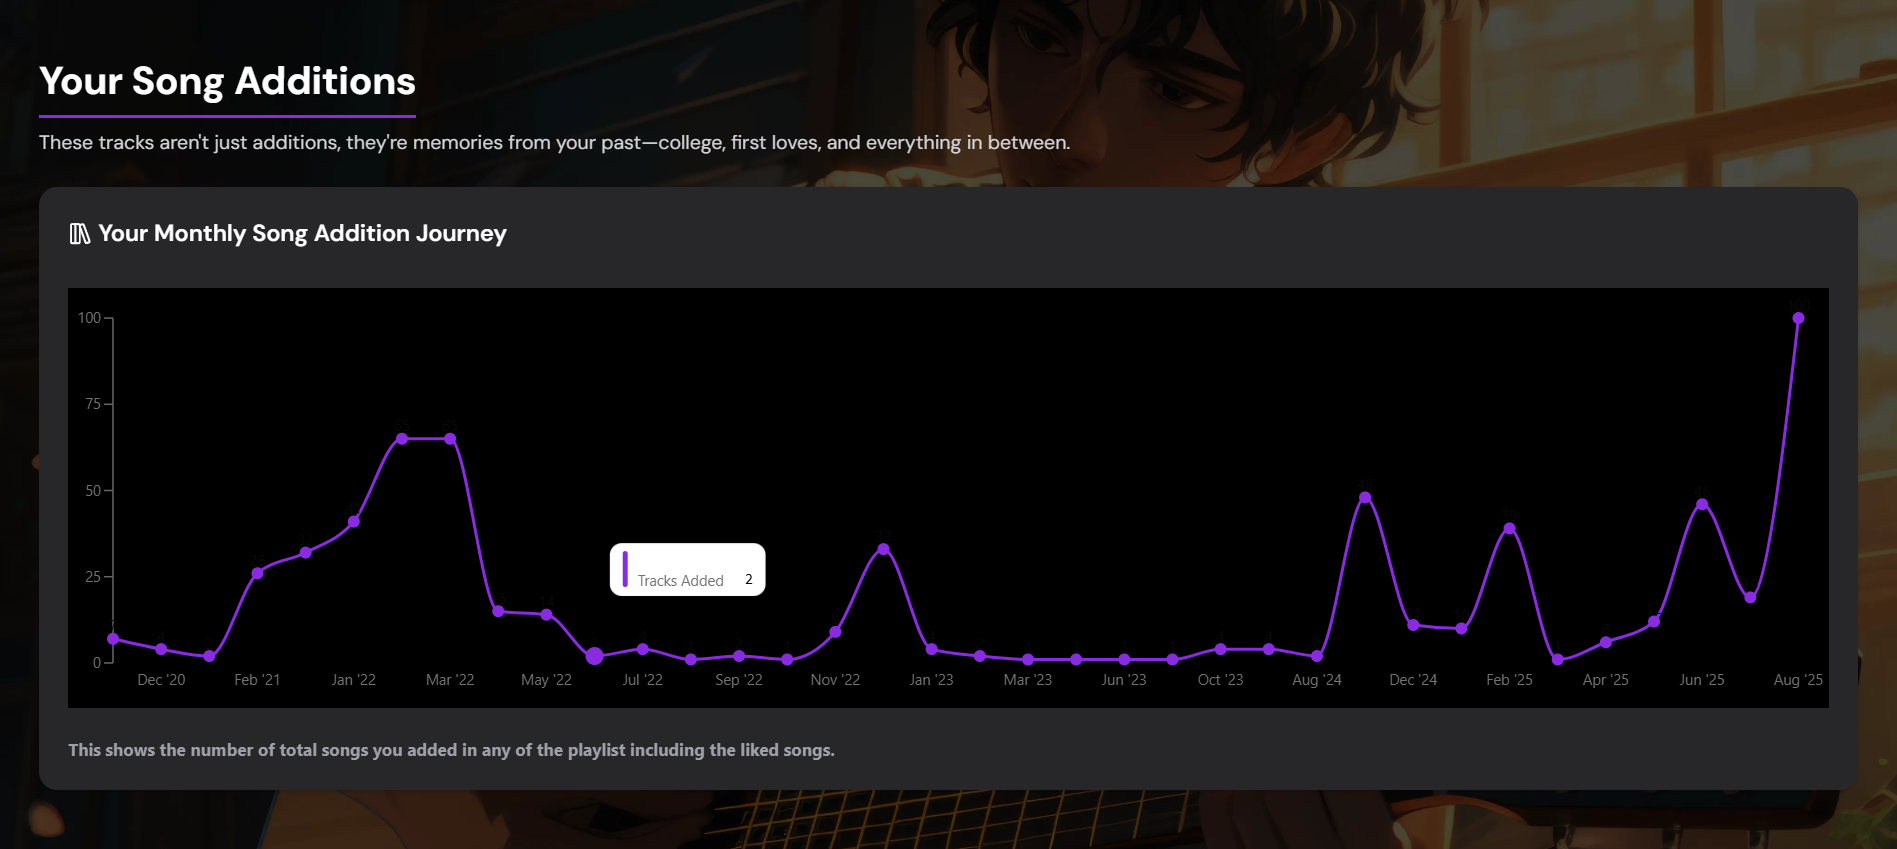 Your Song Additions
These tracks aren't just additions, they're memories from your past—college, first loves, and everything in between.
Your Monthly Song Addition Journey
100
75
50
25
0
Tracks Added 2
Dec '20 Feb '21 Jan '22 Mar '22 May '22 Jul '22 Sep '22 Nov '22 Jan '23 Mar '23 Jun '23 Oct '23 Aug '24 Dec '24 Feb '25 Apr '25 Jun '25 Aug '25
This shows the number of total songs you added in any of the playlist including the liked songs.